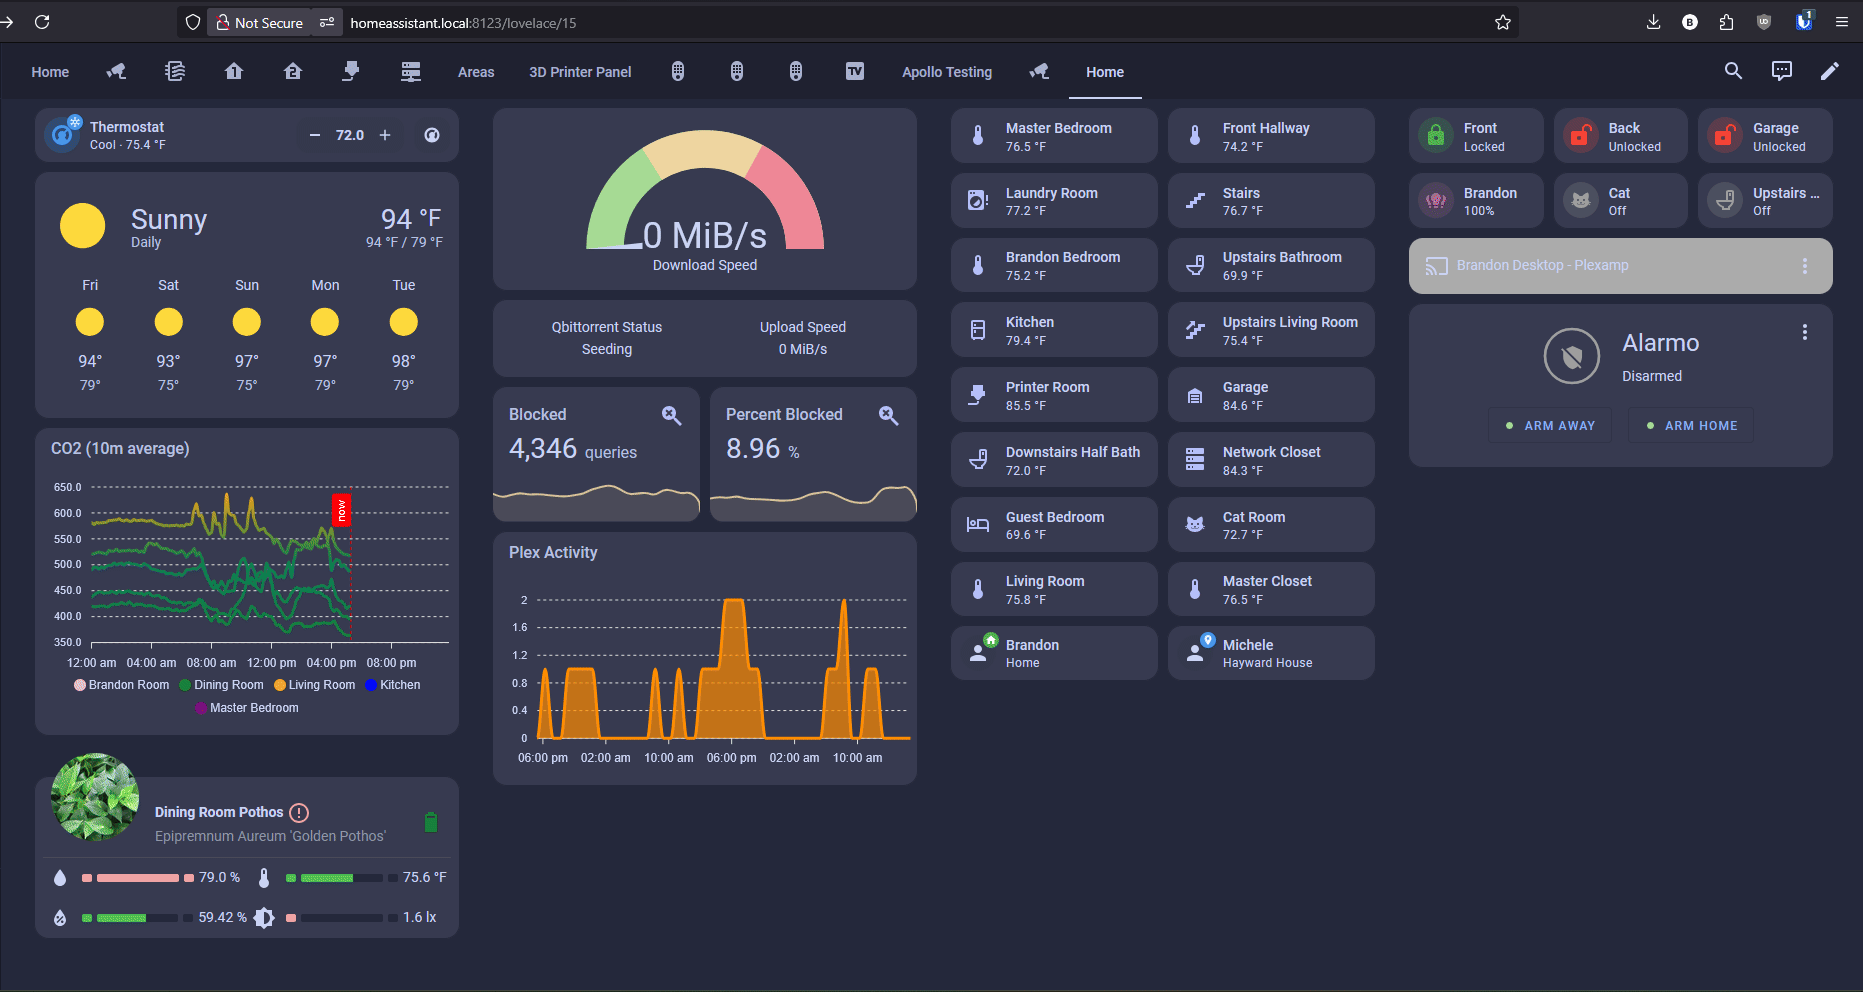 Not Secure
homeassistant.local:8123/lovelace/15
B
1
Home
1
2
Areas
3D Printer Panel
TV
Apollo Testing
Home
Thermostat
Cool · 75.4 °F
− 72.0 +
Sunny
Daily
94 °F
94 °F / 79 °F
Fri Sat Sun Mon Tue
94° 93° 97° 97° 98°
79° 75° 75° 79° 79°
CO2 (10m average)
650.0
600.0
550.0
500.0
450.0
400.0
350.0
now
12:00 am 04:00 am 08:00 am 12:00 pm 04:00 pm 08:00 pm
Brandon Room Dining Room Living Room Kitchen
Master Bedroom
Dining Room Pothos
Epipremnum Aureum 'Golden Pothos'
79.0 % 75.6 °F
59.42 % 1.6 lx
0 MiB/s
Download Speed
Qbittorrent Status
Seeding
Upload Speed
0 MiB/s
Blocked
4,346 queries
Percent Blocked
8.96 %
Plex Activity
2
1.6
1.2
0.8
0.4
0
06:00 pm 02:00 am 10:00 am 06:00 pm 02:00 am 10:00 am
Master Bedroom
76.5 °F
Front Hallway
74.2 °F
Laundry Room
77.2 °F
Stairs
76.7 °F
Brandon Bedroom
75.2 °F
Upstairs Bathroom
69.9 °F
Kitchen
79.4 °F
Upstairs Living Room
75.4 °F
Printer Room
85.5 °F
Garage
84.6 °F
Downstairs Half Bath
72.0 °F
Network Closet
84.3 °F
Guest Bedroom
69.6 °F
Cat Room
72.7 °F
Living Room
75.8 °F
Master Closet
76.5 °F
Brandon
Home
Michele
Hayward House
Front
Locked
Back
Unlocked
Garage
Unlocked
Brandon
100%
Cat
Off
Upstairs ...
Off
Brandon Desktop - Plexamp
Alarmo
Disarmed
ARM AWAY
ARM HOME